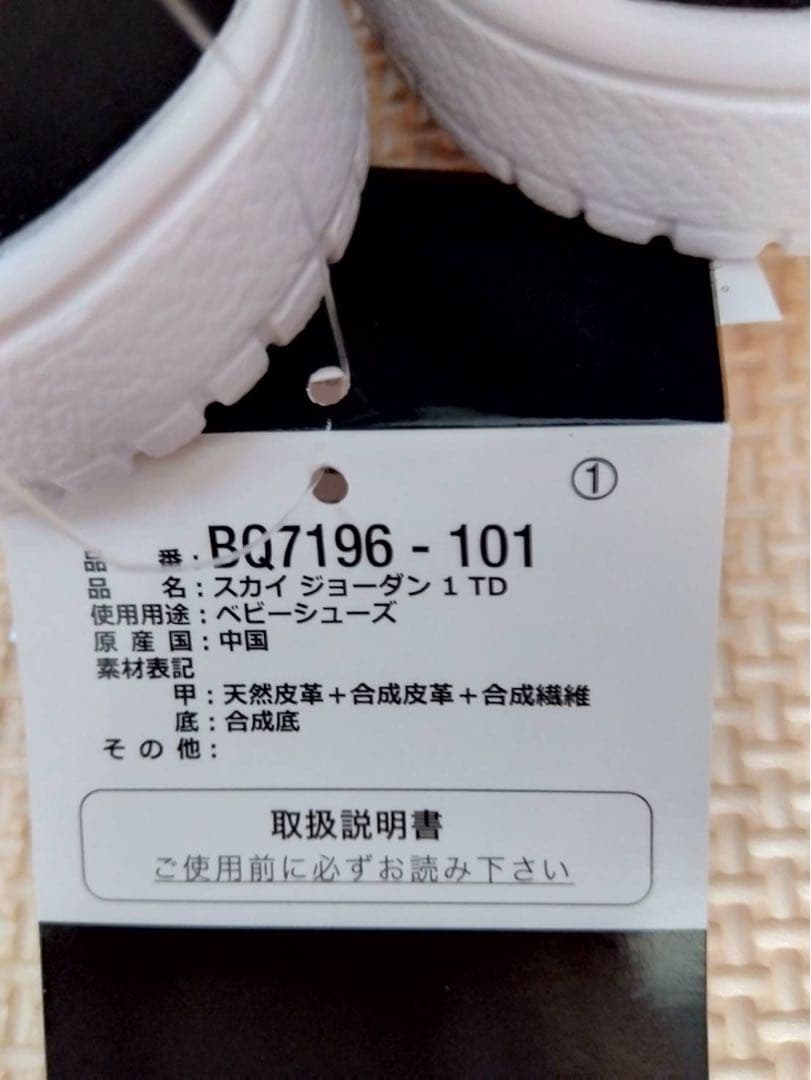 ①
品番：BQ7196 - 101
品名：スカイ ジョーダン 1 TD
使用用途：ベビーシューズ
原産国：中国
素材表記
甲：天然皮革＋合成皮革＋合成繊維
底：合成底
その他：
取扱説明書
ご使用前に必ずお読み下さい